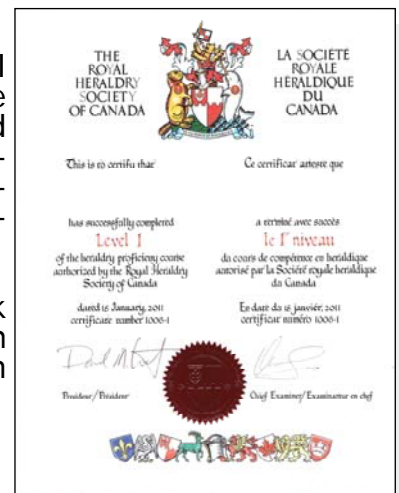 THE
ROYAL
HERALDRY
SOCIETY
OF CANADA
LA SOCIÉTÉ
ROYALE
HÉRALDIQUE
DU
CANADA
This is to certify that
Ce certificat atteste que
has successfully completed
Level 1
of the heraldry proficiency course
authorized by the Royal Heraldry
Society of Canada
dated 15 January, 2011
certificate number 1006-1
a terminé avec succès
le 1er niveau
du cours de compétence en héraldique
autorisé par la Société royale héraldique
du Canada
En date du 15 janvier, 2011
certificat numéro 1006-1
President/Président
Chief Examiner/Examinateur en chef